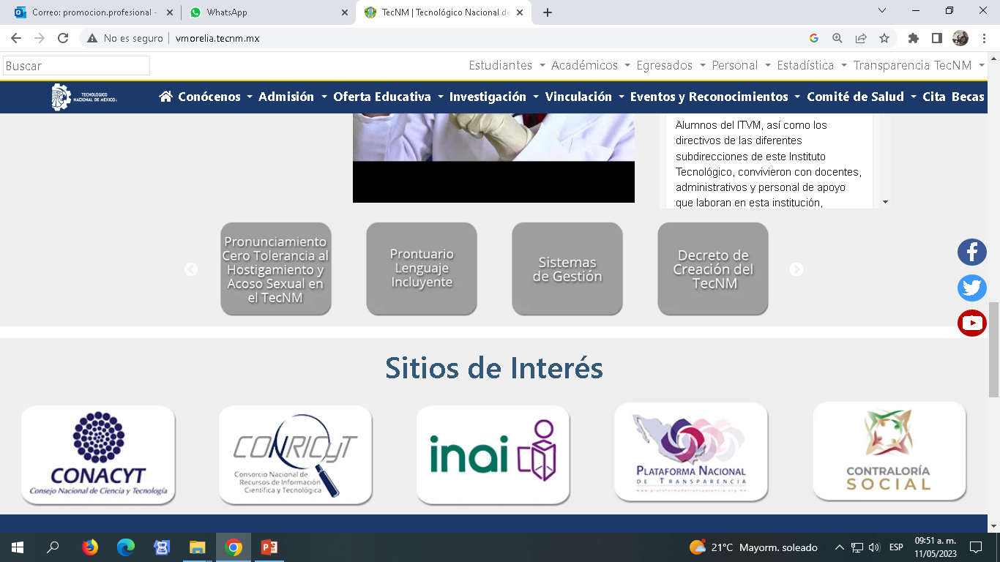 Correo: promocion.profesional -
WhatsApp
TecNM | Tecnológico Nacional de
No es seguro | vmorelia.tecnm.mx
Buscar
Estudiantes Académicos Egresados Personal Estadística Transparencia TecNM
TECNOLÓGICO
NACIONAL DE MÉXICO
Conócenos Admisión Oferta Educativa Investigación Vinculación Eventos y Reconocimientos Comité de Salud Cita Becas
Alumnos del ITVM, así como los
directivos de las diferentes
subdirecciones de este Instituto
Tecnológico, convivieron con docentes,
administrativos y personal de apoyo
que laboran en esta institución,
Pronunciamiento
Cero Tolerancia al
Hostigamiento y
Acoso Sexual en
el TecNM
Prontuario
Lenguaje
Incluyente
Sistemas
de Gestión
Decreto de
Creación del
TecNM
Sitios de Interés
CONACYT
Consejo Nacional de Ciencia y Tecnología
CONRICyT
Consorcio Nacional de
Recursos de Información
Científica y Tecnológica
inai
PLATAFORMA NACIONAL
DE TRANSPARENCIA
www.plataformadetransparencia.org.mx
CONTRALORÍA
SOCIAL
21°C Mayorm. soleado
ESP
09:51 a. m.
11/05/2023